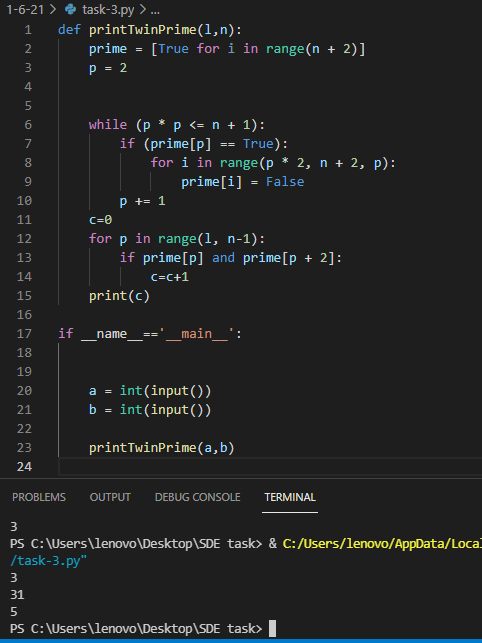 1-6-21 > task-3.py > ...
1 def printTwinPrime(l,n):
2     prime = [True for i in range(n + 2)]
3     p = 2
4
5
6     while (p * p <= n + 1):
7         if (prime[p] == True):
8             for i in range(p * 2, n + 2, p):
9                 prime[i] = False
10         p += 1
11     c=0
12     for p in range(l, n-1):
13         if prime[p] and prime[p + 2]:
14             c=c+1
15     print(c)
16
17 if __name__=='__main__':
18
19
20     a = int(input())
21     b = int(input())
22
23     printTwinPrime(a,b)
24
PROBLEMS OUTPUT DEBUG CONSOLE TERMINAL
3
PS C:\Users\lenovo\Desktop\SDE task> & C:/Users/lenovo/AppData/Local
/task-3.py"
3
31
5
PS C:\Users\lenovo\Desktop\SDE task>